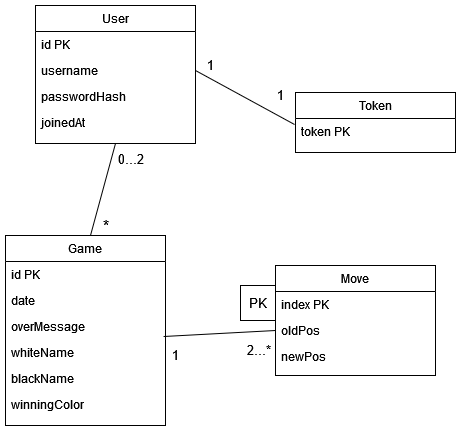 User
id PK
username
passwordHash
joinedAt
1
1
Token
token PK
0...2
*
Game
id PK
date
overMessage
whiteName
blackName
winningColor
1
2...*
PK
Move
index PK
oldPos
newPos